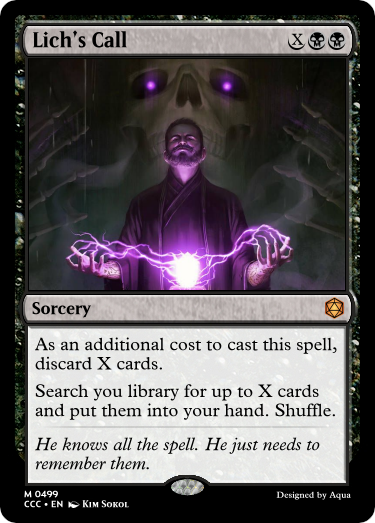 Lich's Call X
Sorcery
As an additional cost to cast this spell,
discard X cards.
Search you library for up to X cards
and put them into your hand. Shuffle.
He knows all the spell. He just needs to
remember them.
M 0499
CCC • EN Kim Sokol
Designed by Aqua